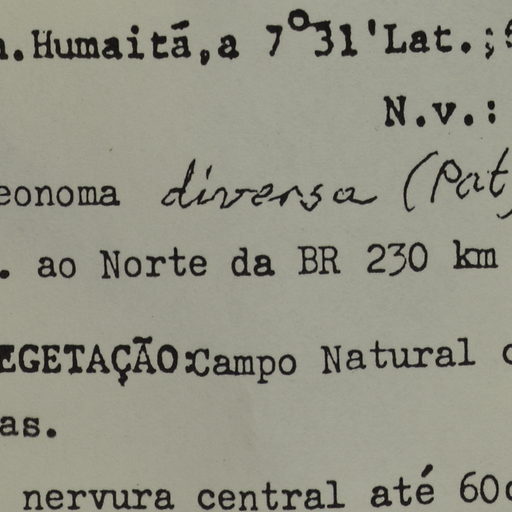 n.Humaitá,a 7°31'Lat.;
N.v.:
eonoma diversa (Pat
. ao Norte da BR 230 km
EGETAÇÃO:Campo Natural c
as.
nervura central até 60c